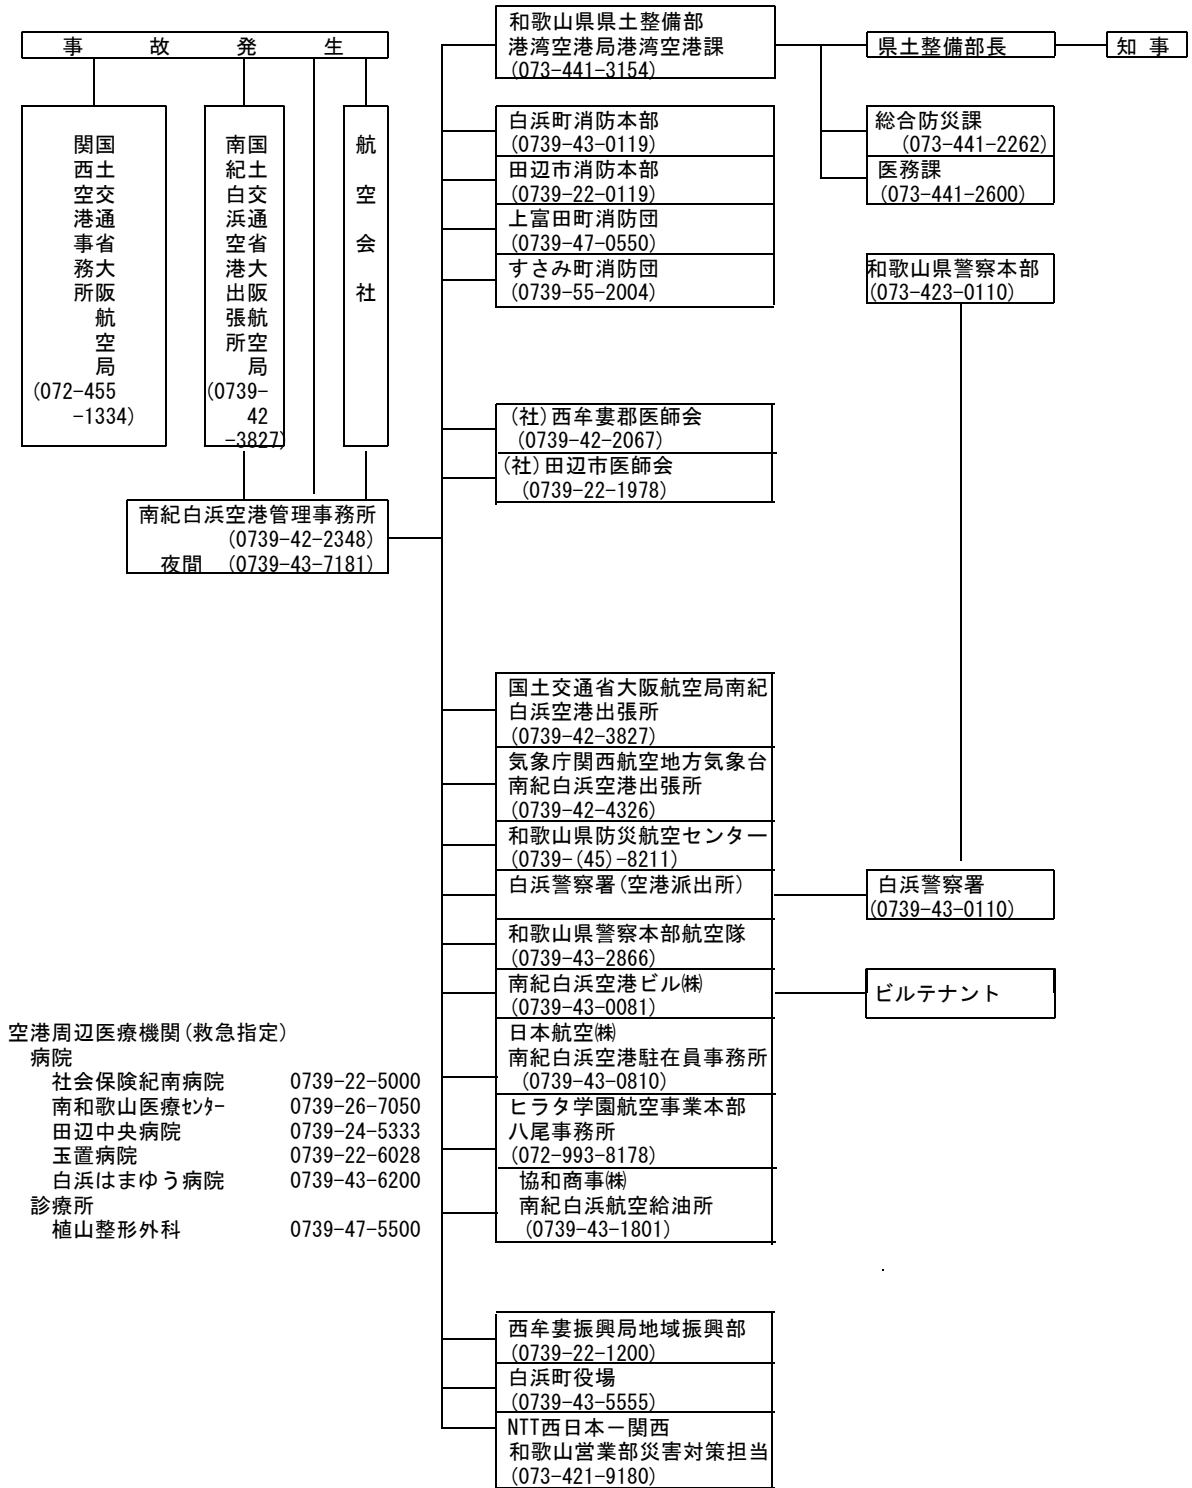 事故発生
国土交通省大阪航空局
関西空港事務所
(072-455
-1334)
国土交通省大阪航空局
南紀白浜空港出張所
(0739-
42
-3827)
航空会社
南紀白浜空港管理事務所
(0739-42-2348)
夜間 (0739-43-7181)
和歌山県県土整備部
港湾空港局港湾空港課
(073-441-3154)
県土整備部長
知事
総合防災課
(073-441-2262)
医務課
(073-441-2600)
白浜町消防本部
(0739-43-0119)
田辺市消防本部
(0739-22-0119)
上富田町消防団
(0739-47-0550)
すさみ町消防団
(0739-55-2004)
和歌山県警察本部
(073-423-0110)
(社)西牟婁郡医師会
(0739-42-2067)
(社)田辺市医師会
(0739-22-1978)
国土交通省大阪航空局南紀
白浜空港出張所
(0739-42-3827)
気象庁関西航空地方気象台
南紀白浜空港出張所
(0739-42-4326)
和歌山県防災航空センター
(0739-(45)-8211)
白浜警察署(空港派出所)
白浜警察署
(0739-43-0110)
和歌山県警察本部航空隊
(0739-43-2866)
南紀白浜空港ビル㈱
(0739-43-0081)
ビルテナント
日本航空㈱
南紀白浜空港駐在員事務所
(0739-43-0810)
ヒラタ学園航空事業本部
八尾事務所
(072-993-8178)
協和商事㈱
南紀白浜航空給油所
(0739-43-1801)
空港周辺医療機関(救急指定)
病院
社会保険紀南病院 0739-22-5000
南和歌山医療ｾﾝﾀｰ 0739-26-7050
田辺中央病院 0739-24-5333
玉置病院 0739-22-6028
白浜はまゆう病院 0739-43-6200
診療所
植山整形外科 0739-47-5500
西牟婁振興局地域振興部
(0739-22-1200)
白浜町役場
(0739-43-5555)
NTT西日本－関西
和歌山営業部災害対策担当
(073-421-9180)